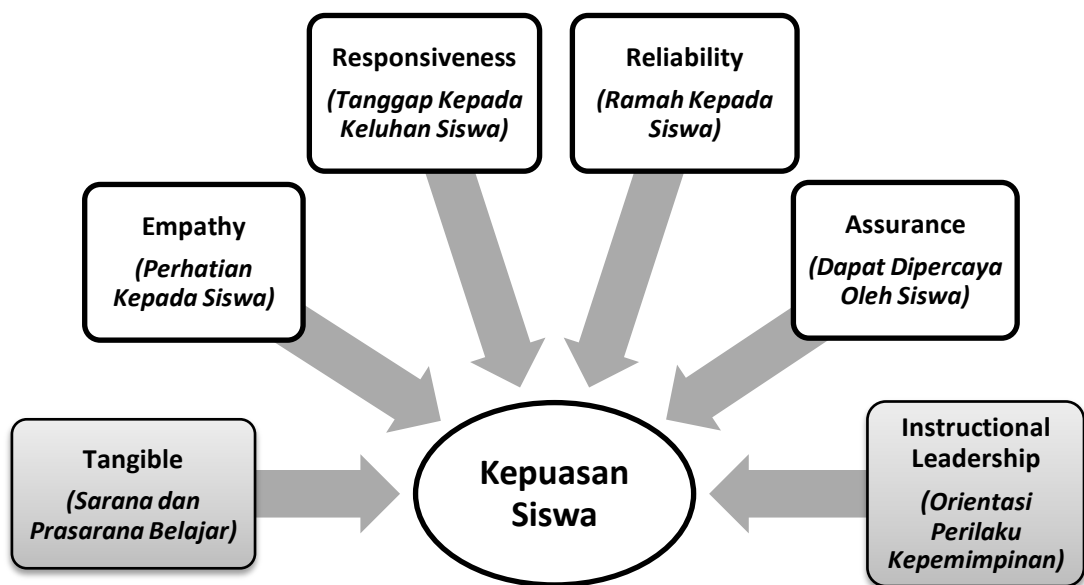 Responsiveness
(Tanggap Kepada
Keluhan Siswa)
Reliability
(Ramah Kepada
Siswa)
Empathy
(Perhatian
Kepada Siswa)
Assurance
(Dapat Dipercaya
Oleh Siswa)
Tangible
(Sarana dan
Prasarana Belajar)
Kepuasan
Siswa
Instructional
Leadership
(Orientasi
Perilaku
Kepemimpinan)